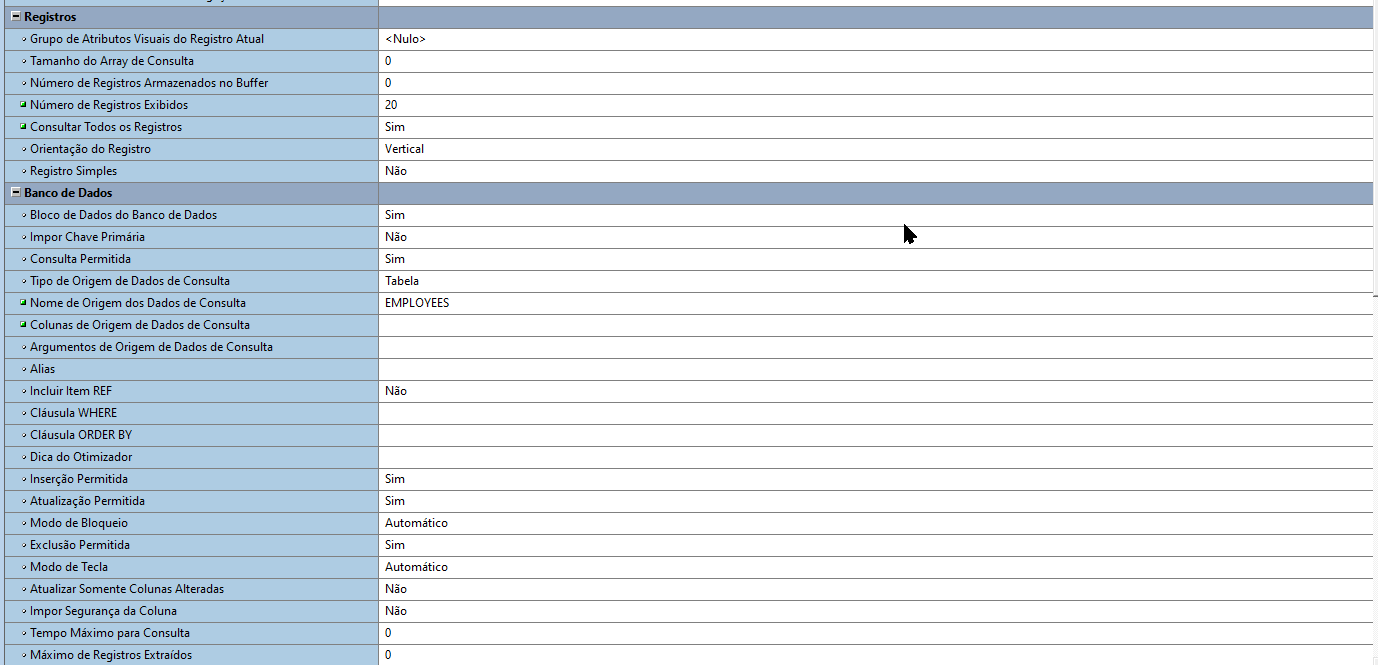 Registros
Grupo de Atributos Visuais do Registro Atual <Nulo>
Tamanho do Array de Consulta 0
Número de Registros Armazenados no Buffer 0
Número de Registros Exibidos 20
Consultar Todos os Registros Sim
Orientação do Registro Vertical
Registro Simples Não
Banco de Dados
Bloco de Dados do Banco de Dados Sim
Impor Chave Primária Não
Consulta Permitida Sim
Tipo de Origem de Dados de Consulta Tabela
Nome de Origem dos Dados de Consulta EMPLOYEES
Colunas de Origem de Dados de Consulta
Argumentos de Origem de Dados de Consulta
Alias
Incluir Item REF Não
Cláusula WHERE
Cláusula ORDER BY
Dica do Otimizador
Inserção Permitida Sim
Atualização Permitida Sim
Modo de Bloqueio Automático
Exclusão Permitida Sim
Modo de Tecla Automático
Atualizar Somente Colunas Alteradas Não
Impor Segurança da Coluna Não
Tempo Máximo para Consulta 0
Máximo de Registros Extraídos 0